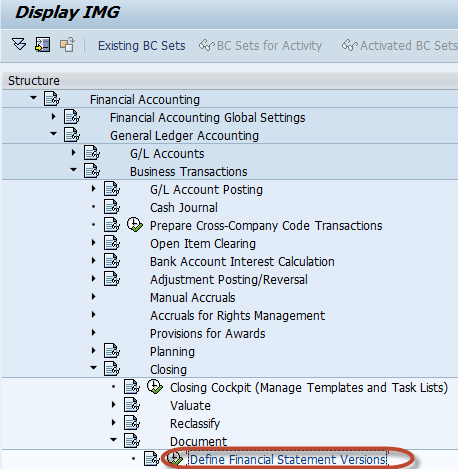 Display IMG
Existing BC Sets BC Sets for Activity Activated BC Sets
Structure
Financial Accounting
Financial Accounting Global Settings
General Ledger Accounting
G/L Accounts
Business Transactions
G/L Account Posting
Cash Journal
Prepare Cross-Company Code Transactions
Open Item Clearing
Bank Account Interest Calculation
Adjustment Posting/Reversal
Manual Accruals
Accruals for Rights Management
Provisions for Awards
Planning
Closing
Closing Cockpit (Manage Templates and Task Lists)
Valuate
Reclassify
Document
Define Financial Statement Versions